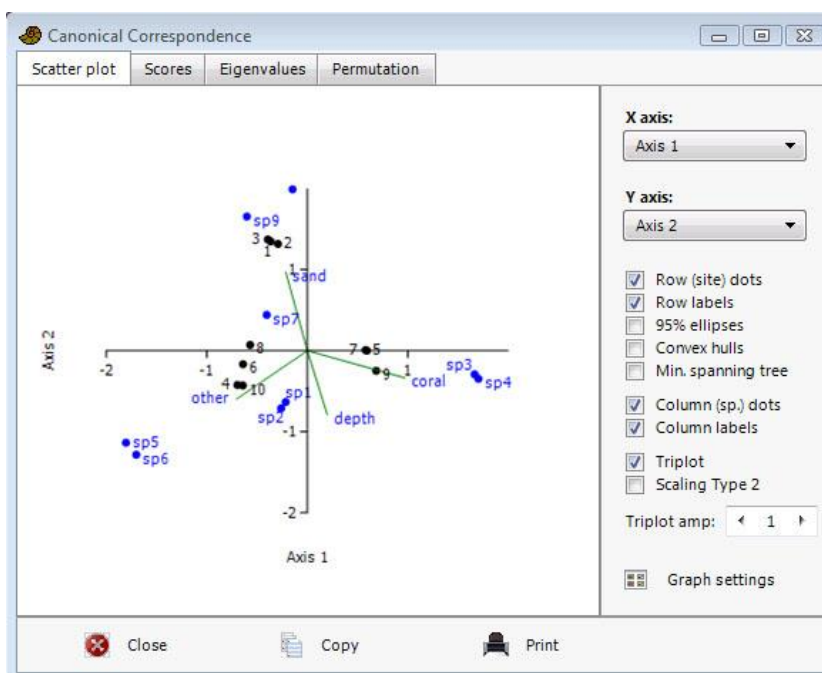 Canonical Correspondence
Scatter plot
Scores
Eigenvalues
Permutation
sp9
3
1
2
1
sand
sp7
8
7
5
-2
-1
1
6
9
coral
sp3
sp4
4
10
other
sp1
sp2
depth
-1
sp5
sp6
-2
Axis 2
Axis 1
X axis:
Axis 1
Y axis:
Axis 2
Row (site) dots
Row labels
95% ellipses
Convex hulls
Min. spanning tree
Column (sp.) dots
Column labels
Triplot
Scaling Type 2
Triplot amp: 1
Graph settings
Close
Copy
Print